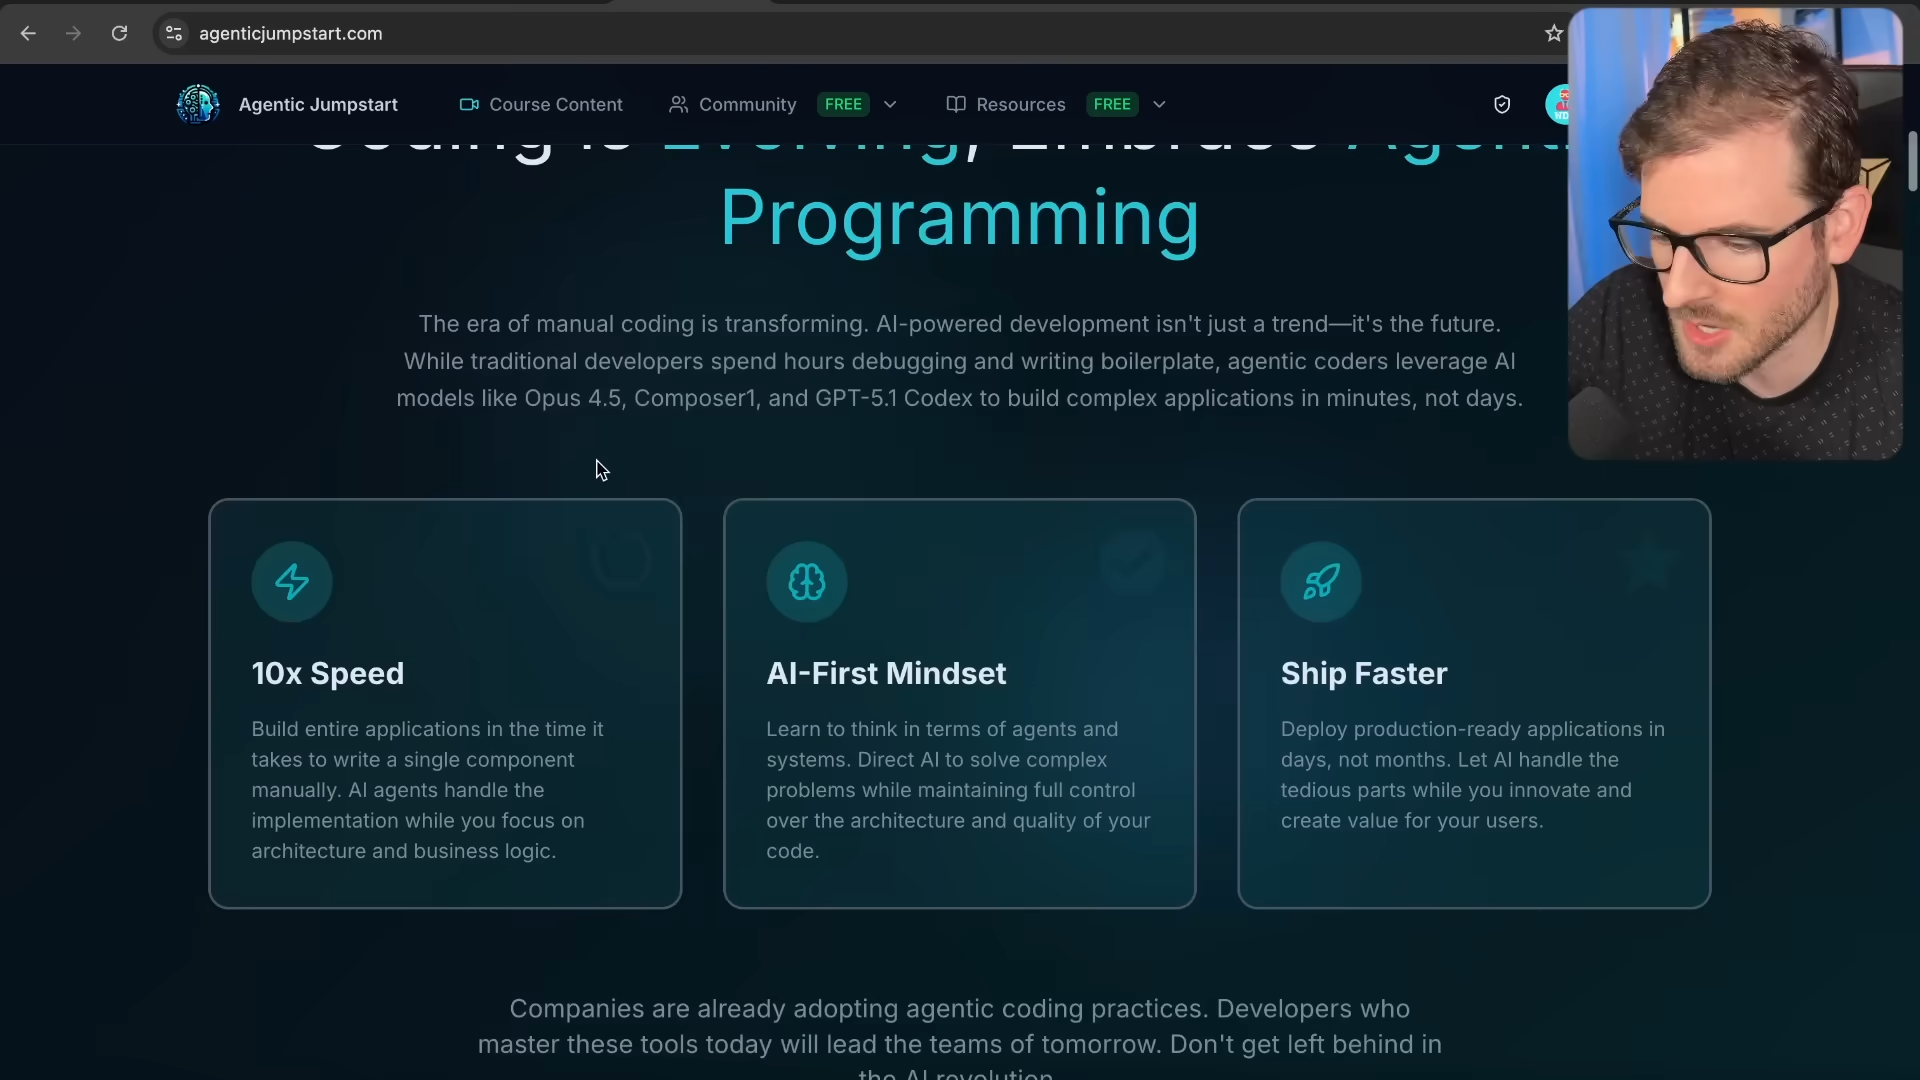 agenticjumpstart.com
Agentic Jumpstart
Course Content
Community FREE
Resources FREE
Coding is Evolving, Embrace
Programming
The era of manual coding is transforming. AI-powered development isn't just a trend—it's the future.
While traditional developers spend hours debugging and writing boilerplate, agentic coders leverage AI
models like Opus 4.5, Composer1, and GPT-5.1 Codex to build complex applications in minutes, not days.
10x Speed
Build entire applications in the time it
takes to write a single component
manually. AI agents handle the
implementation while you focus on
architecture and business logic.
AI-First Mindset
Learn to think in terms of agents and
systems. Direct AI to solve complex
problems while maintaining full control
over the architecture and quality of your
code.
Ship Faster
Deploy production-ready applications in
days, not months. Let AI handle the
tedious parts while you innovate and
create value for your users.
Companies are already adopting agentic coding practices. Developers who
master these tools today will lead the teams of tomorrow. Don't get left behind in
the AI revolution.